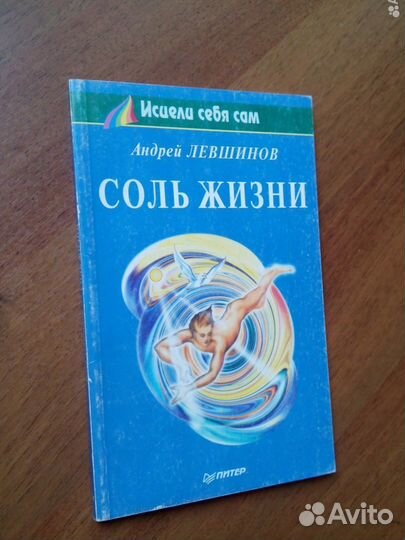 Исцели себя сам
Андрей ЛЕВШИНОВ
СОЛЬ ЖИЗНИ
ПИТЕР
Avito